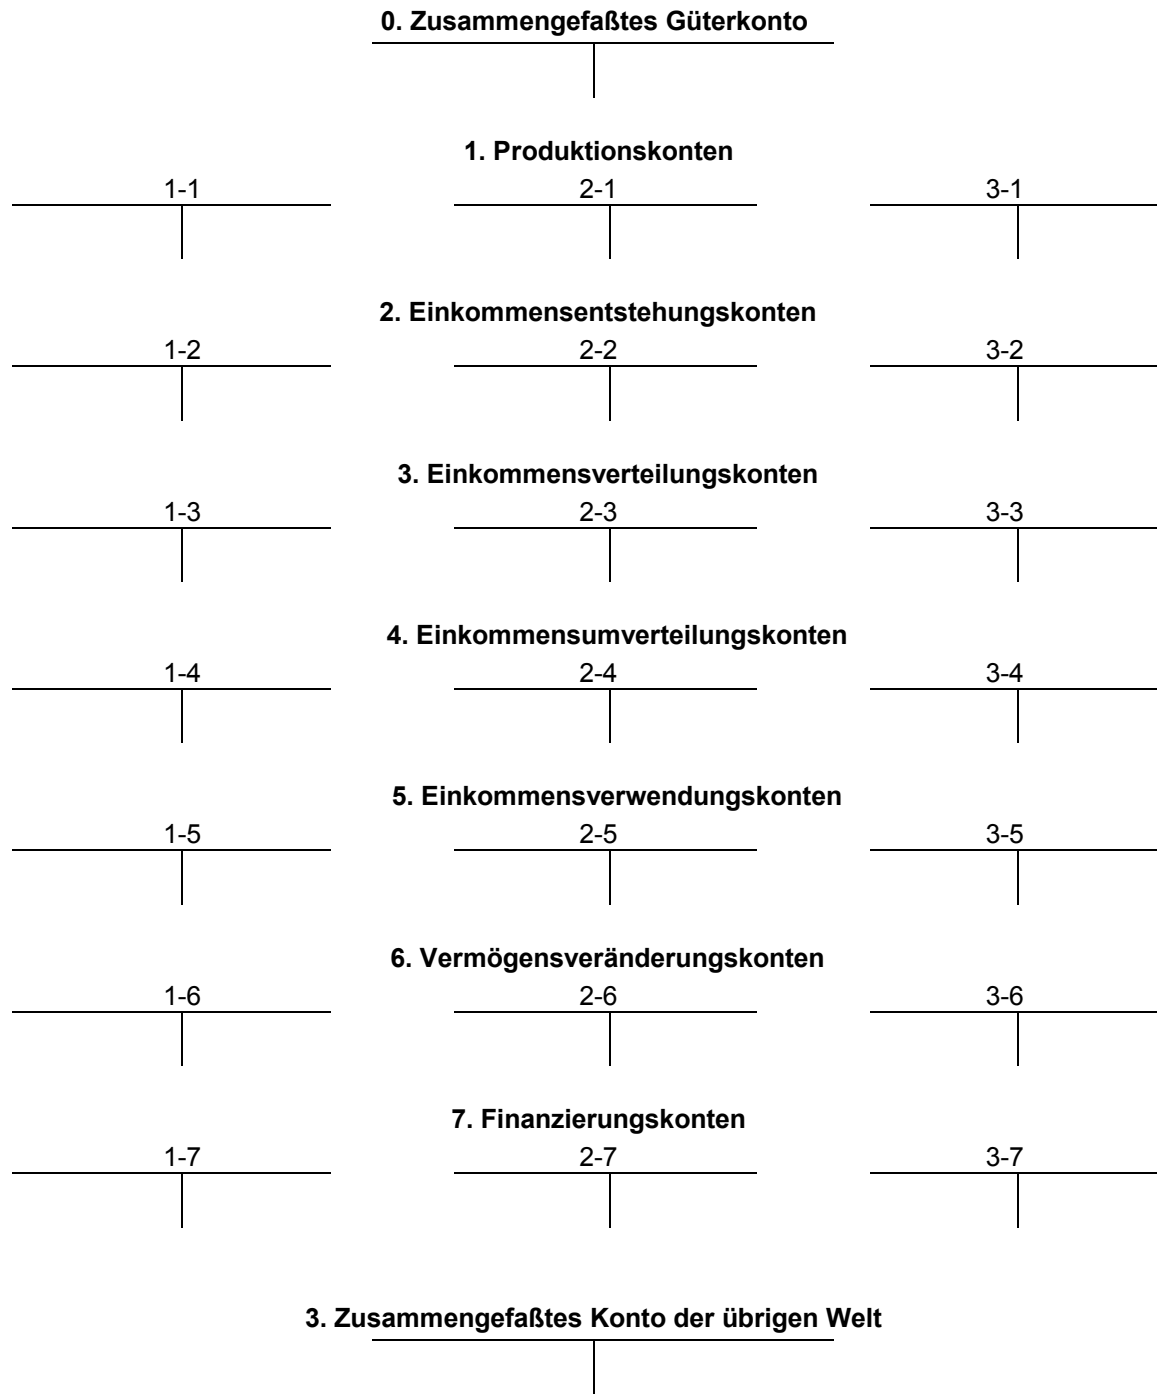 0. Zusammengefaßtes Güterkonto
1. Produktionskonten
1-1 2-1 3-1
2. Einkommensentstehungskonten
1-2 2-2 3-2
3. Einkommensverteilungskonten
1-3 2-3 3-3
4. Einkommensumverteilungskonten
1-4 2-4 3-4
5. Einkommensverwendungskonten
1-5 2-5 3-5
6. Vermögensveränderungskonten
1-6 2-6 3-6
7. Finanzierungskonten
1-7 2-7 3-7
3. Zusammengefaßtes Konto der übrigen Welt